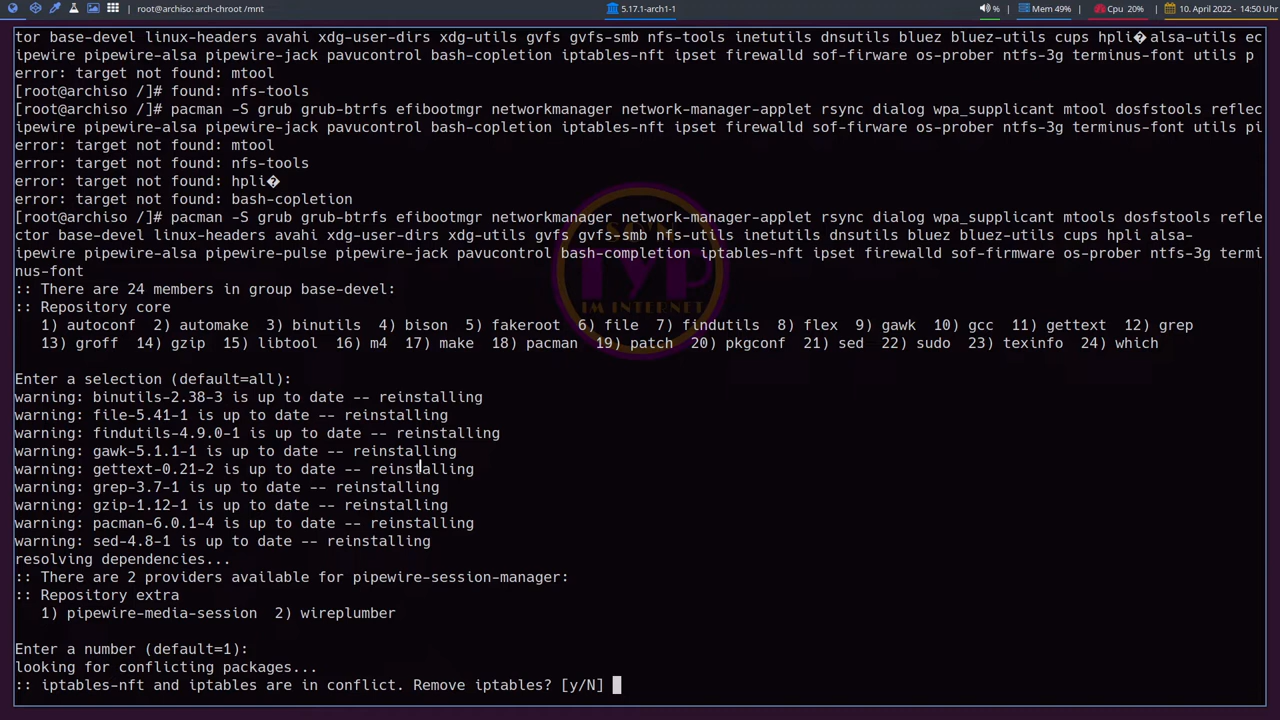 root@archiso: arch-chroot /mnt
5.17.1-arch1-1
% Mem 49% Cpu 20% 10. April 2022 - 14:50 Uhr
tor base-devel linux-headers avahi xdg-user-dirs xdg-utils gvfs gvfs-smb nfs-tools inetutils dnsutils bluez bluez-utils cups hpli�alsa-utils ec
ipewire pipewire-alsa pipewire-jack pavucontrol bash-copletion iptables-nft ipset firewalld sof-firware os-prober ntfs-3g terminus-font utils p
error: target not found: mtool
[root@archiso /]# found: nfs-tools
[root@archiso /]# pacman -S grub grub-btrfs efibootmgr networkmanager network-manager-applet rsync dialog wpa_supplicant mtool dosfstools reflec
ipewire pipewire-alsa pipewire-jack pavucontrol bash-copletion iptables-nft ipset firewalld sof-firware os-prober ntfs-3g terminus-font utils pi
error: target not found: mtool
error: target not found: nfs-tools
error: target not found: hpli�
error: target not found: bash-copletion
[root@archiso /]# pacman -S grub grub-btrfs efibootmgr networkmanager network-manager-applet rsync dialog wpa_supplicant mtools dosfstools refle
ctor base-devel linux-headers avahi xdg-user-dirs xdg-utils gvfs gvfs-smb nfs-utils inetutils dnsutils bluez bluez-utils cups hpli alsa-
ipewire pipewire-alsa pipewire-pulse pipewire-jack pavucontrol bash-completion iptables-nft ipset firewalld sof-firmware os-prober ntfs-3g termi
nus-font
:: There are 24 members in group base-devel:
:: Repository core
1) autoconf 2) automake 3) binutils 4) bison 5) fakeroot 6) file 7) findutils 8) flex 9) gawk 10) gcc 11) gettext 12) grep
13) groff 14) gzip 15) libtool 16) m4 17) make 18) pacman 19) patch 20) pkgconf 21) sed 22) sudo 23) texinfo 24) which
TYP
IM INTERNET
Enter a selection (default=all):
warning: binutils-2.38-3 is up to date -- reinstalling
warning: file-5.41-1 is up to date -- reinstalling
warning: findutils-4.9.0-1 is up to date -- reinstalling
warning: gawk-5.1.1-1 is up to date -- reinstalling
warning: gettext-0.21-2 is up to date -- reinstalling
warning: grep-3.7-1 is up to date -- reinstalling
warning: gzip-1.12-1 is up to date -- reinstalling
warning: pacman-6.0.1-4 is up to date -- reinstalling
warning: sed-4.8-1 is up to date -- reinstalling
resolving dependencies...
:: There are 2 providers available for pipewire-session-manager:
:: Repository extra
1) pipewire-media-session 2) wireplumber
Enter a number (default=1):
looking for conflicting packages...
:: iptables-nft and iptables are in conflict. Remove iptables? [y/N]